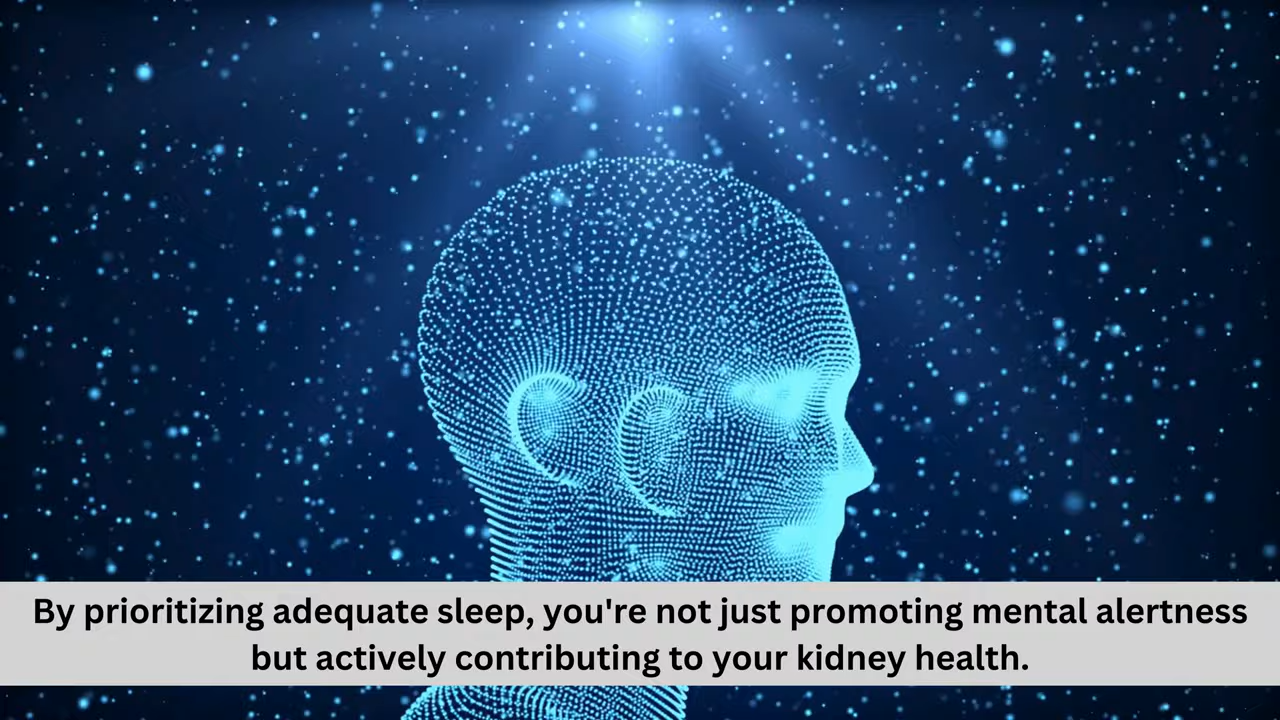 By prioritizing adequate sleep, you're not just promoting mental alertness
but actively contributing to your kidney health.